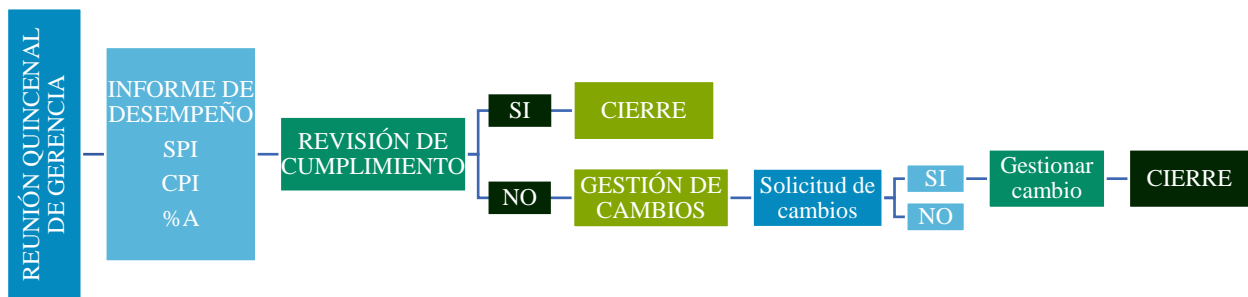 REUNIÓN QUINCENAL
DE GERENCIA
INFORME DE
DESEMPEÑO
SPI
CPI
%A
REVISIÓN DE
CUMPLIMIENTO
SI
CIERRE
NO
GESTIÓN DE
CAMBIOS
Solicitud de
cambios
SI
Gestionar
cambio
CIERRE
NO